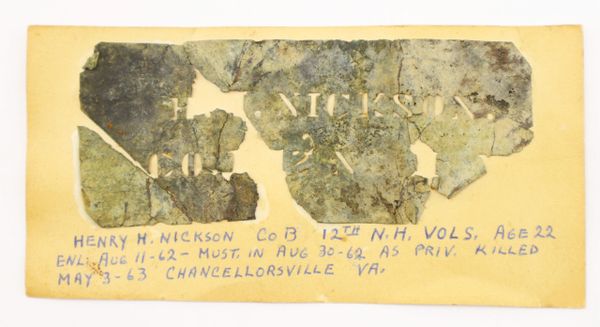 H. NICKSON.
CO. 2 N
HENRY H. NICKSON CO B 12TH N.H. VOLS. AGE 22
ENL. AUG 11-62 - MUST. IN AUG 30-62 AS PRIV. KILLED
MAY 3-63 CHANCELLORSVILLE VA.